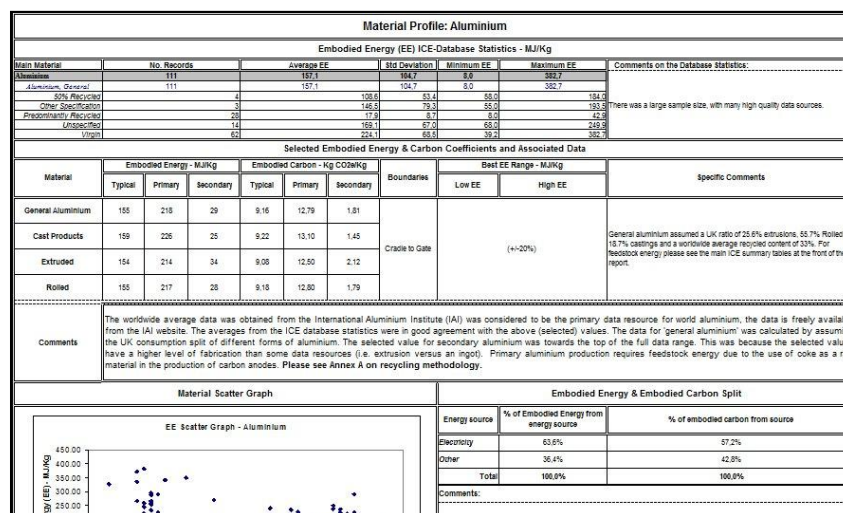 Material Profile: Aluminium
Embodied Energy (EE) ICE-Database Statistics - MJ/Kg
Main Material No. Records Average EE Std Deviation Minimum EE Maximum EE Comments on the Database Statistics:
Aluminium 111 157,1 104,7 8,0 382,7
Aluminium, General 111 157,1 104,7 8,0 382,7
50% Recycled 4 108,6 53,4 58,0 184,0
Other Specification 3 146,5 79,3 55,0 193,5
There was a large sample size, with many high quality data sources.
Predominantly Recycled 28 17,9 8,7 8,0 42,9
Unspecified 14 169,1 67,0 68,0 249,9
Virgin 62 224,1 68,5 39,2 382,7
Selected Embodied Energy & Carbon Coefficients and Associated Data
Material Embodied Energy - MJ/Kg Embodied Carbon - Kg CO2e/Kg Boundaries Best EE Range - MJ/Kg Specific Comments
Typical Primary Secondary Typical Primary Secondary Low EE High EE
General Aluminium 155 218 29 9,16 12,79 1,81
Cast Products 159 226 25 9,22 13,10 1,45
Extruded 154 214 34 9,08 12,50 2,12
Rolled 155 217 28 9,18 12,80 1,79
Cradle to Gate (+/-20%)
General aluminium assumed a UK ratio of 25.6% extrusions, 55.7% Rolled
18.7% castings and a worldwide average recycled content of 33%. For
feedstock energy please see the main ICE summary tables at the front of the
report.
Comments
The worldwide average data was obtained from the International Aluminium Institute (IAI) was considered to be the primary data resource for world aluminium, the data is freely
from the IAI website. The averages from the ICE database statistics were in good agreement with the above (selected) values. The data for 'general aluminium' was calculated by
the UK consumption split of different forms of aluminium. The selected value for secondary aluminium was towards the top of the full data range. This was because the selected
have a higher level of fabrication than some data resources (i.e. extrusion versus an ingot). Primary aluminium production requires feedstock energy due to the use of coke as a
material in the production of carbon anodes. Please see Annex A on recycling methodology.
Material Scatter Graph
Embodied Energy & Embodied Carbon Split
EE Scatter Graph - Aluminium
450.00
400.00
350.00
300.00
250.00
(EE) - MJ/Kg
Energy source % of Embodied Energy from energy source % of embodied carbon from source
Electricity 63,6% 57,2%
Other 36,4% 42,8%
Total 100,0% 100,0%
Comments: